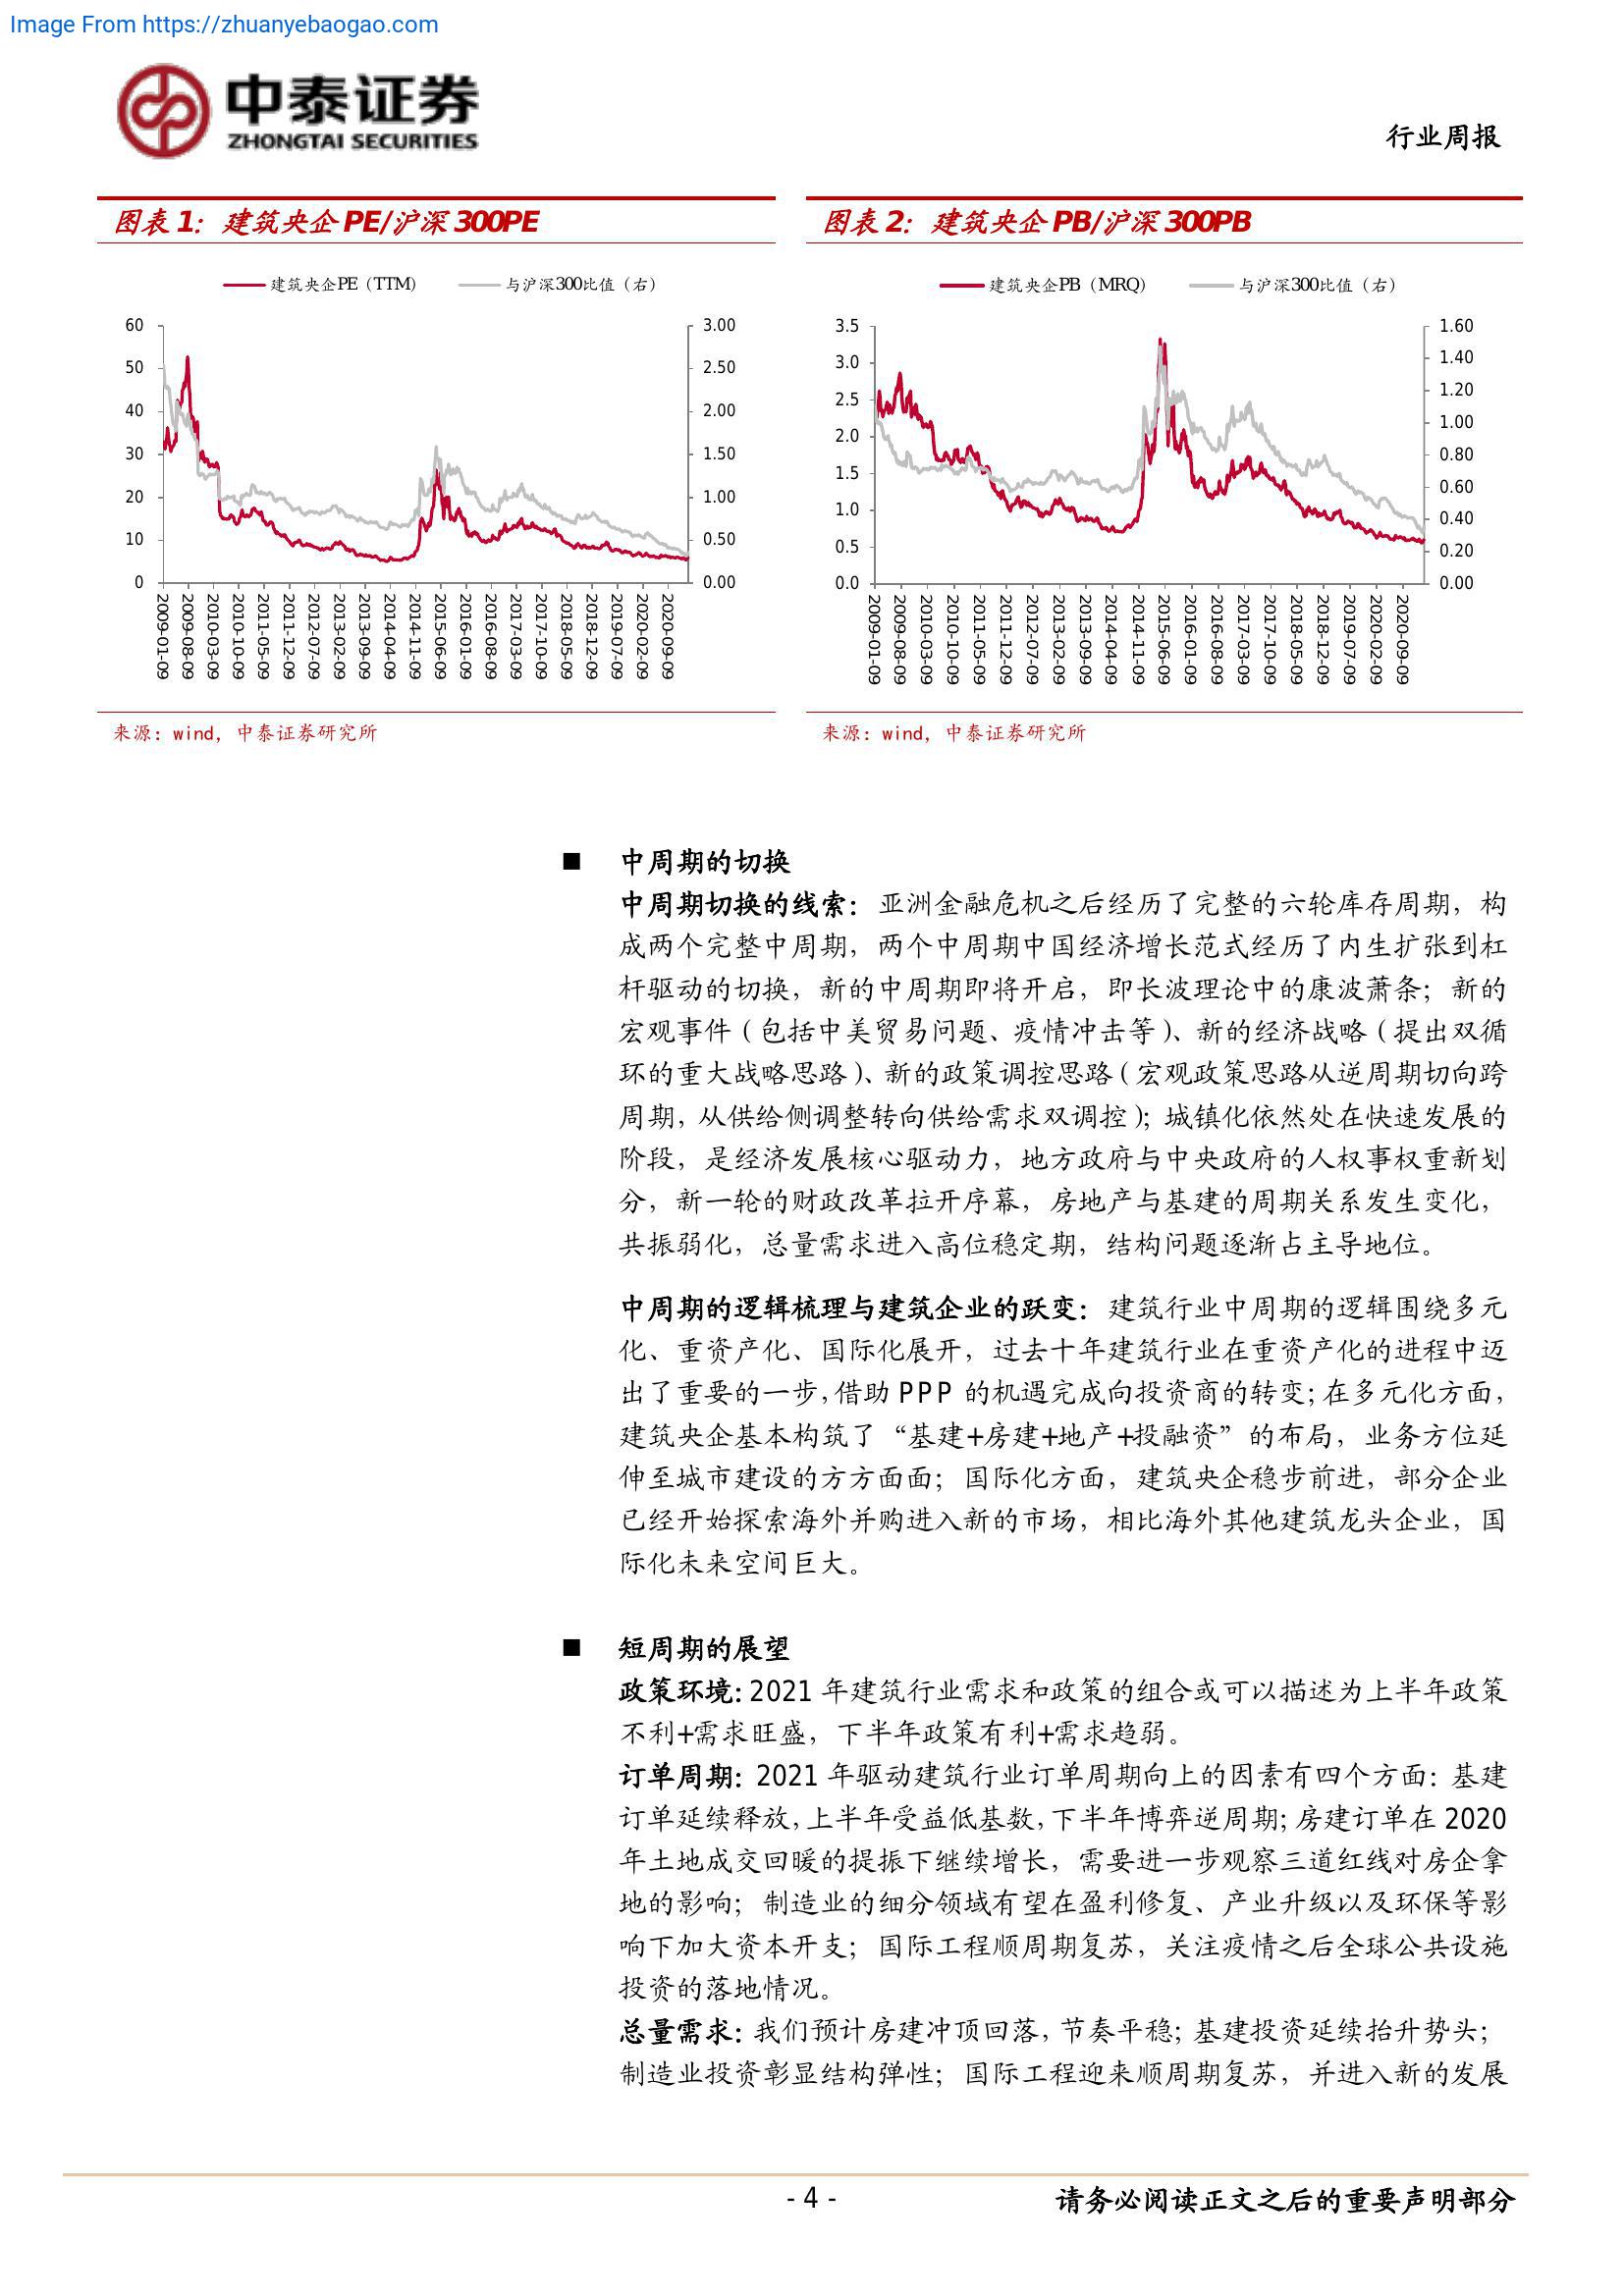 Image From https://zhuanyebaogao.com
中泰证券
ZHONGTAI SECURITIES
行业周报
图表 1：建筑央企 PE/沪深 300PE
建筑央企PE（TTM）
与沪深300比值（右）
60
50
40
30
20
10
0
3.00
2.50
2.00
1.50
1.00
0.50
0.00
2009-01-09
2009-08-09
2010-03-09
2010-10-09
2011-05-09
2011-12-09
2012-07-09
2013-02-09
2013-09-09
2014-04-09
2014-11-09
2015-06-09
2016-01-09
2016-08-09
2017-03-09
2017-10-09
2018-05-09
2018-12-09
2019-07-09
2020-02-09
2020-09-09
来源：wind，中泰证券研究所
图表 2：建筑央企 PB/沪深 300PB
建筑央企PB（MRQ）
与沪深300比值（右）
3.5
3.0
2.5
2.0
1.5
1.0
0.5
0.0
1.60
1.40
1.20
1.00
0.80
0.60
0.40
0.20
0.00
2009-01-09
2009-08-09
2010-03-09
2010-10-09
2011-05-09
2011-12-09
2012-07-09
2013-02-09
2013-09-09
2014-04-09
2014-11-09
2015-06-09
2016-01-09
2016-08-09
2017-03-09
2017-10-09
2018-05-09
2018-12-09
2019-07-09
2020-02-09
2020-09-09
来源：wind，中泰证券研究所
■ 中周期的切换
中周期切换的线索：亚洲金融危机之后经历了完整的六轮库存周期，构
成两个完整中周期，两个中周期中国经济增长范式经历了内生扩张到杠
杆驱动的切换，新的中周期即将开启，即长波理论中的康波萧条；新的
宏观事件（包括中美贸易问题、疫情冲击等）、新的经济战略（提出双循
环的重大战略思路）、新的政策调控思路（宏观政策思路从逆周期切向跨
周期，从供给侧调整转向供给需求双调控）；城镇化依然处在快速发展的
阶段，是经济发展核心驱动力，地方政府与中央政府的人权事权重新划
分，新一轮的财政改革拉开序幕，房地产与基建的周期关系发生变化，
共振弱化，总量需求进入高位稳定期，结构问题逐渐占主导地位。
中周期的逻辑梳理与建筑企业的跃变：建筑行业中周期的逻辑围绕多元
化、重资产化、国际化展开，过去十年建筑行业在重资产化的进程中迈
出了重要的一步，借助 PPP 的机遇完成向投资商的转变；在多元化方面，
建筑央企基本构筑了“基建+房建+地产+投融资”的布局，业务方位延
伸至城市建设的方方面面；国际化方面，建筑央企稳步前进，部分企业
已经开始探索海外并购进入新的市场，相比海外其他建筑龙头企业，国
际化未来空间巨大。
■ 短周期的展望
政策环境：2021 年建筑行业需求和政策的组合或可以描述为上半年政策
不利+需求旺盛，下半年政策有利+需求趋弱。
订单周期：2021 年驱动建筑行业订单周期向上的因素有四个方面：基建
订单延续释放，上半年受益低基数，下半年博弈逆周期；房建订单在 2020
年土地成交回暖的提振下继续增长，需要进一步观察三道红线对房企拿
地的影响；制造业的细分领域有望在盈利修复、产业升级以及环保等影
响下加大资本开支；国际工程顺周期复苏，关注疫情之后全球公共设施
投资的落地情况。
总量需求：我们预计房建冲顶回落，节奏平稳；基建投资延续抬升势头；
制造业投资彰显结构弹性；国际工程迎来顺周期复苏，并进入新的发展
- 4 -
请务必阅读正文之后的重要声明部分